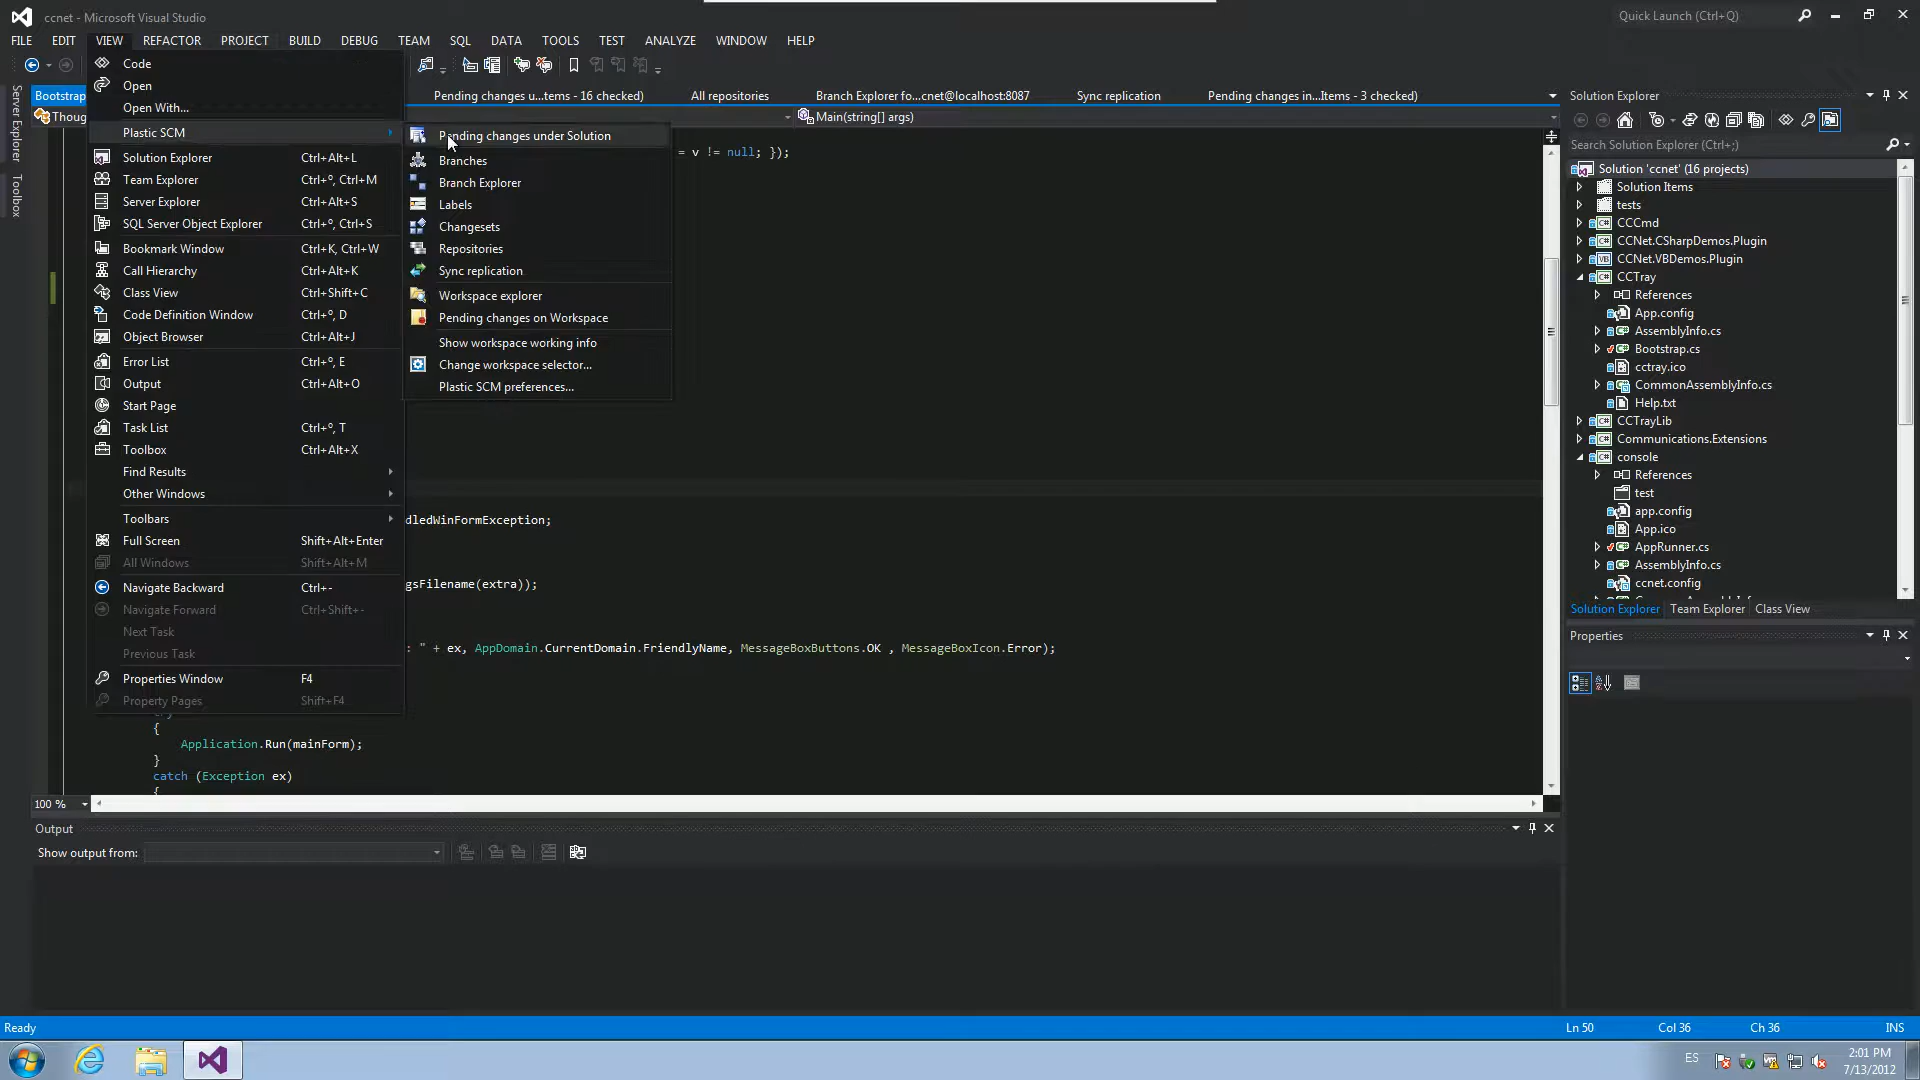 ccnet - Microsoft Visual Studio
Quick Launch (Ctrl+Q)
FILE EDIT VIEW REFACTOR PROJECT BUILD DEBUG TEAM SQL DATA TOOLS TEST ANALYZE WINDOW HELP
Server Explorer
Toolbox
Bootstrap
Pending changes u...tems - 16 checked)
All repositories
Branch Explorer fo...cnet@localhost:8087
Sync replication
Pending changes in...Items - 3 checked)
Thoug
Main(string[] args)
Code
Open
Open With...
Plastic SCM
Solution Explorer Ctrl+Alt+L
Team Explorer Ctrl+º, Ctrl+M
Server Explorer Ctrl+Alt+S
SQL Server Object Explorer Ctrl+º, Ctrl+S
Bookmark Window Ctrl+K, Ctrl+W
Call Hierarchy Ctrl+Alt+K
Class View Ctrl+Shift+C
Code Definition Window Ctrl+º, D
Object Browser Ctrl+Alt+J
Error List Ctrl+º, E
Output Ctrl+Alt+O
Start Page
Task List Ctrl+º, T
Toolbox Ctrl+Alt+X
Find Results
Other Windows
Toolbars
Full Screen Shift+Alt+Enter
All Windows Shift+Alt+M
Navigate Backward Ctrl+-
Navigate Forward Ctrl+Shift+-
Next Task
Previous Task
Properties Window F4
Property Pages Shift+F4
Pending changes under Solution
Branches
Branch Explorer
Labels
Changesets
Repositories
Sync replication
Workspace explorer
Pending changes on Workspace
Show workspace working info
Change workspace selector...
Plastic SCM preferences...
= v != null; });
dledWinFormException;
gsFilename(extra));
: " + ex, AppDomain.CurrentDomain.FriendlyName, MessageBoxButtons.OK , MessageBoxIcon.Error);
{
Application.Run(mainForm);
}
catch (Exception ex)
{
100 %
Output
Show output from:
Solution Explorer
Search Solution Explorer (Ctrl+;)
Solution 'ccnet' (16 projects)
Solution Items
tests
CCCmd
CCNet.CSharpDemos.Plugin
CCNet.VBDemos.Plugin
CCTray
References
App.config
AssemblyInfo.cs
Bootstrap.cs
cctray.ico
CommonAssemblyInfo.cs
Help.txt
CCTrayLib
Communications.Extensions
console
References
test
app.config
App.ico
AppRunner.cs
AssemblyInfo.cs
ccnet.config
Solution Explorer Team Explorer Class View
Properties
Ready
Ln 50 Col 36 Ch 36 INS
ES
2:01 PM
7/13/2012